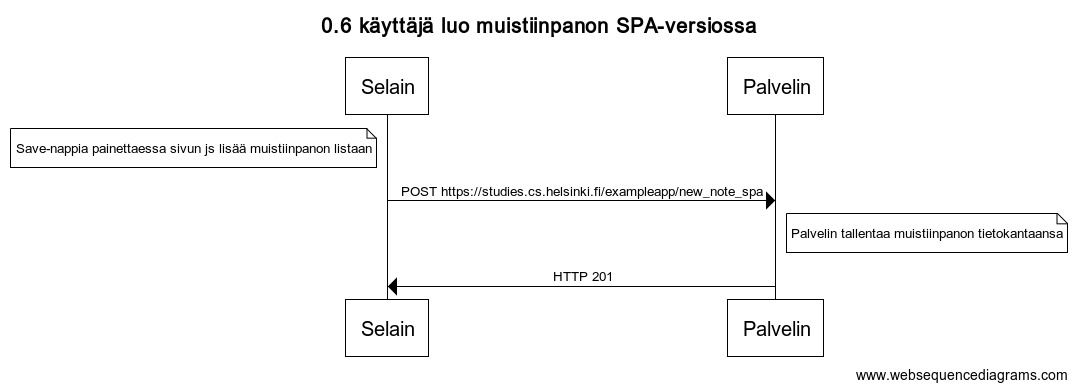 0.6 käyttäjä luo muistiinpanon SPA-versiossa
Selain
Palvelin
Save-nappia painettaessa sivun js lisää muistiinpanon listaan
POST https://studies.cs.helsinki.fi/exampleapp/new_note_spa
Palvelin tallentaa muistiinpanon tietokantaansa
HTTP 201
Selain
Palvelin
www.websequencediagrams.com